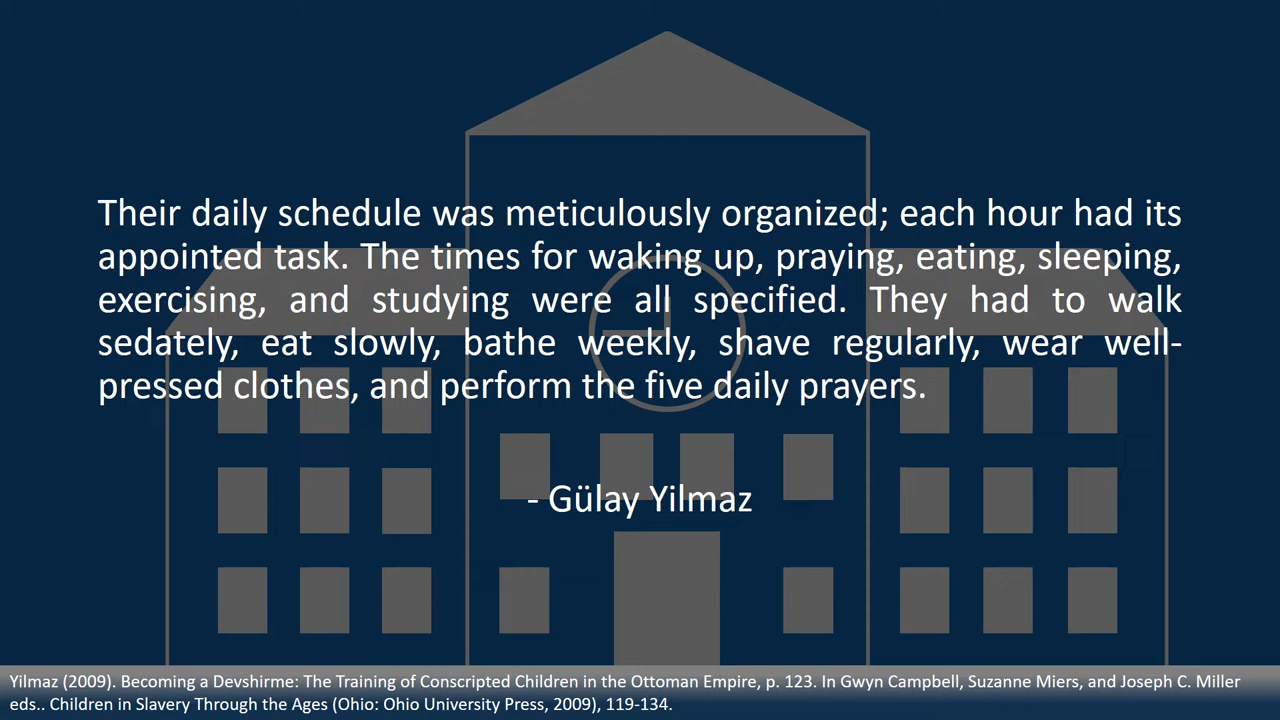 Their daily schedule was meticulously organized; each hour had its
appointed task. The times for waking up, praying, eating, sleeping,
exercising, and studying were all specified. They had to walk
sedately, eat slowly, bathe weekly, shave regularly, wear well-
pressed clothes, and perform the five daily prayers.
- Gülay Yilmaz
Yilmaz (2009). Becoming a Devshirme: The Training of Conscripted Children in the Ottoman Empire, p. 123. In Gwyn Campbell, Suzanne Miers, and Joseph C. Miller
eds.. Children in Slavery Through the Ages (Ohio: Ohio University Press, 2009), 119-134.